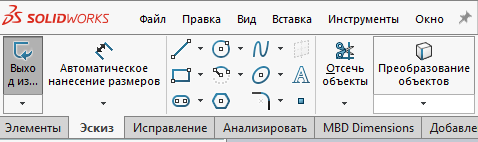 SOLIDWORKS
Файл Правка Вид Вставка Инструменты Окно
Выхо
д из...
Автоматическое
нанесение размеров
A
Отсечь
объекты
Преобразование
объектов
Элементы Эскиз Исправление Анализировать MBD Dimensions Добавле